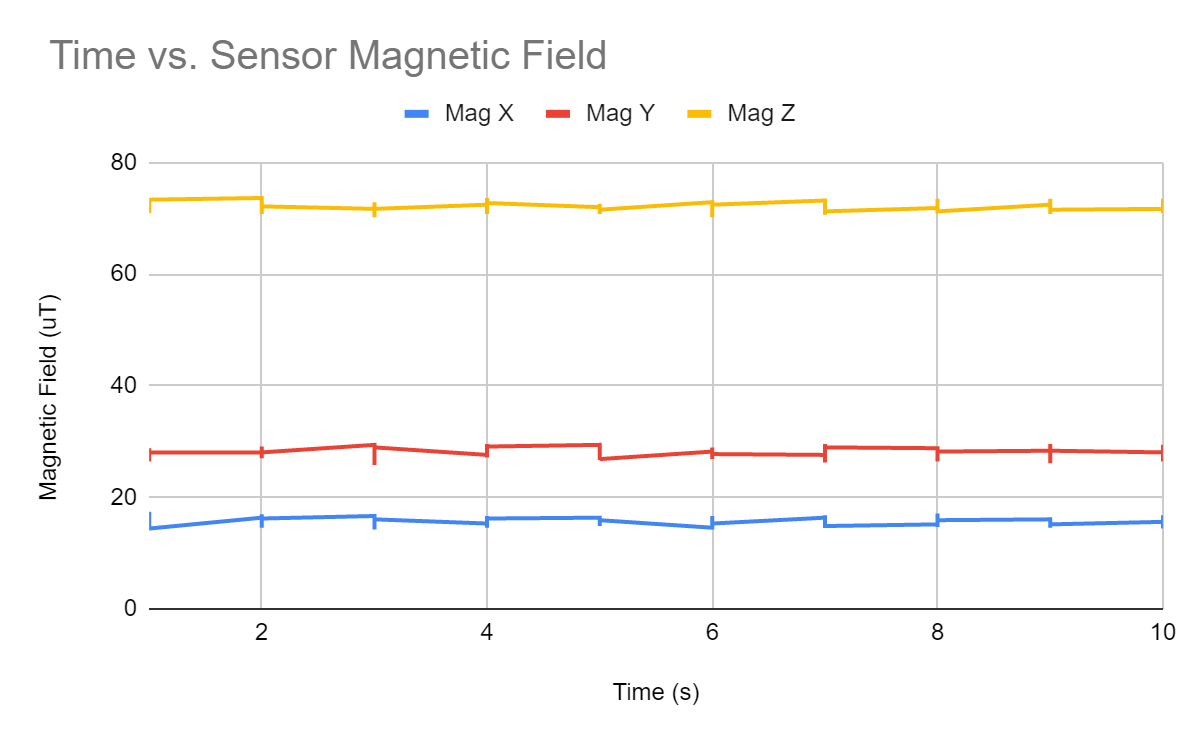 Time vs. Sensor Magnetic Field
Mag X Mag Y Mag Z
80
60
40
20
0
Magnetic Field (uT)
2 4 6 8 10
Time (s)